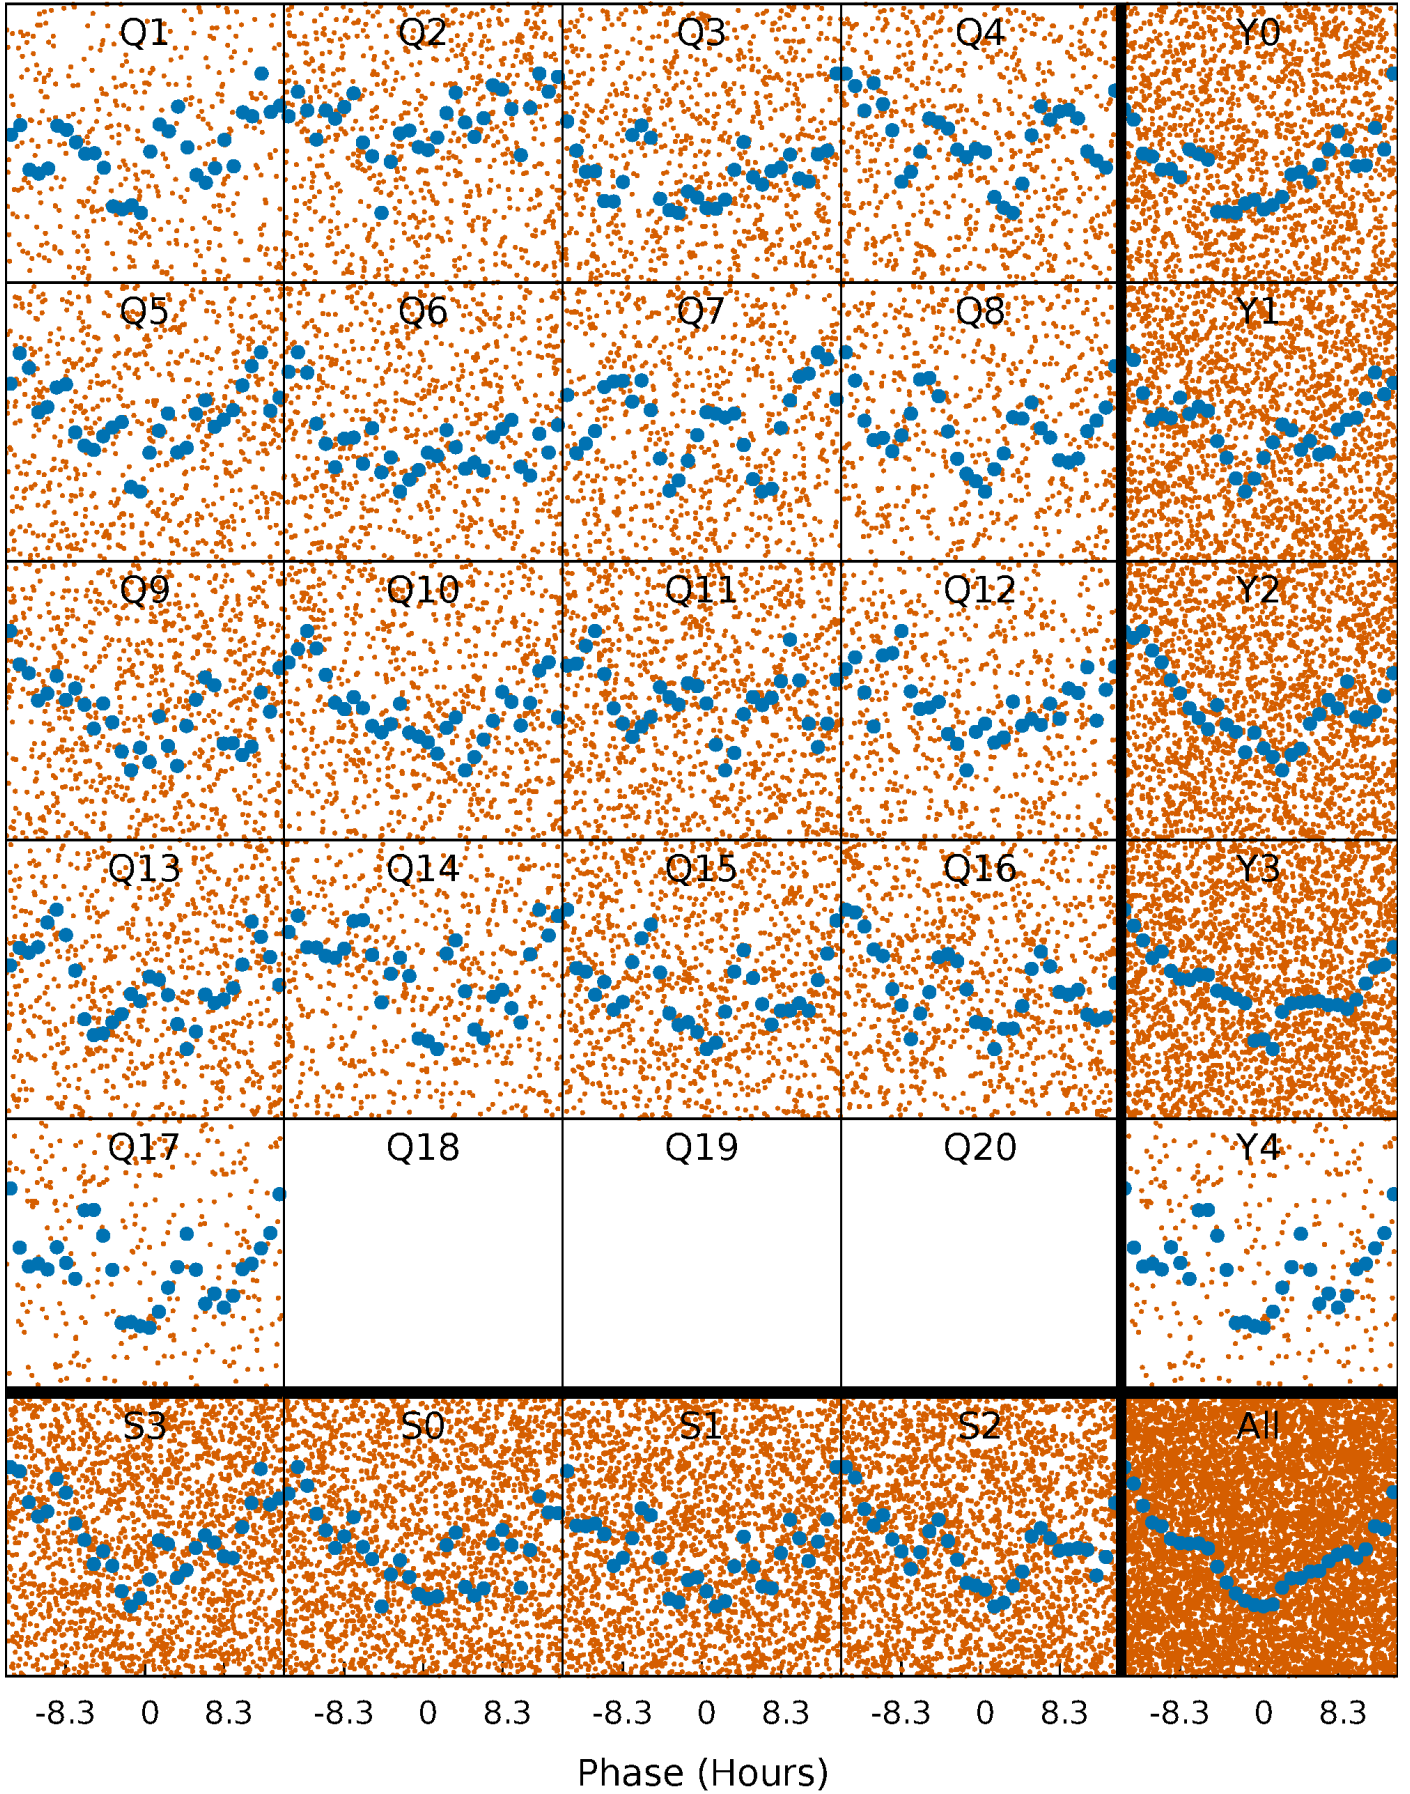 Q1 Q2 Q3 Q4 Y0
Q5 Q6 Q7 Q8 Y1
Q9 Q10 Q11 Q12 Y2
Q13 Q14 Q15 Q16 Y3
Q17 Q18 Q19 Q20 Y4
S3 S0 S1 S2 All
-8.3 0 8.3 -8.3 0 8.3 -8.3 0 8.3 -8.3 0 8.3 -8.3 0 8.3
Phase (Hours)